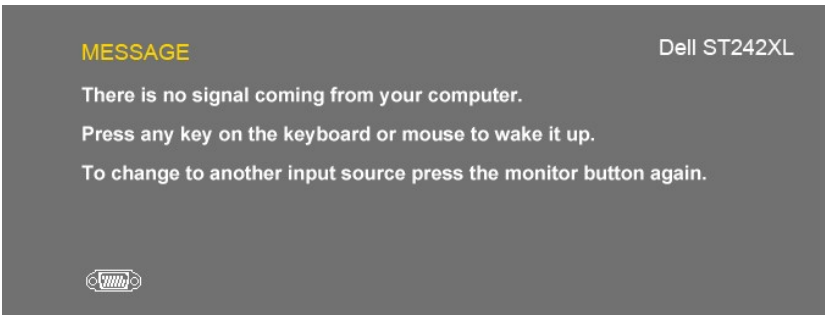 MESSAGE
Dell ST242XL
There is no signal coming from your computer.
Press any key on the keyboard or mouse to wake it up.
To change to another input source press the monitor button again.